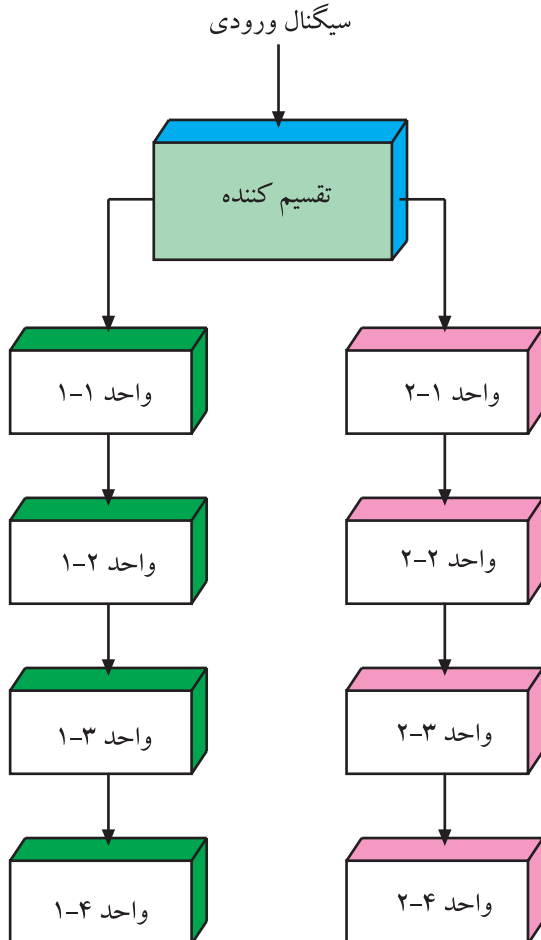 سیگنال ورودی
تقسیم کننده
واحد ۲-۱
واحد ۱-۱
واحد ۲-۲
واحد ۱-۲
واحد ۲-۳
واحد ۱-۳
واحد ۲-۴
واحد ۱-۴